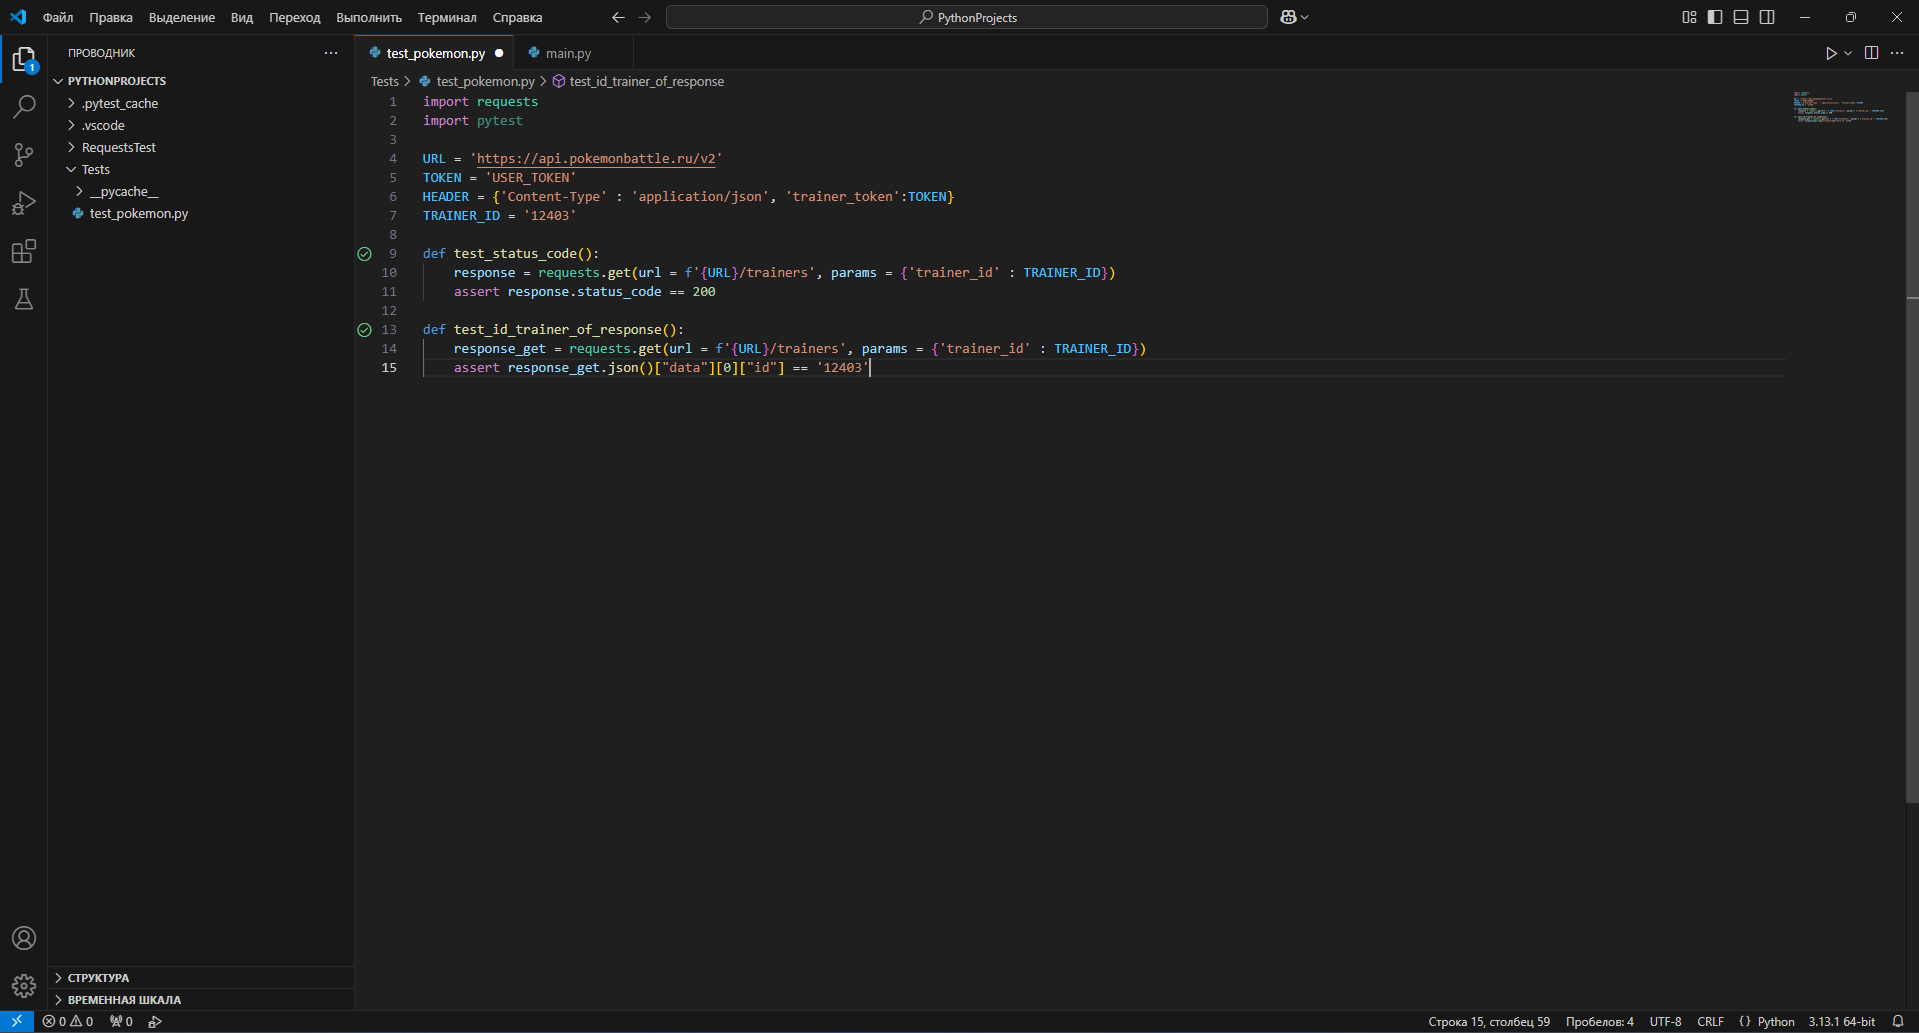 Файл Правка Выделение Вид Переход Выполнить Терминал Справка
PythonProjects
ПРОВОДНИК
PYTHONPROJECTS
.pytest_cache
.vscode
RequestsTest
Tests
__pycache__
test_pokemon.py
1
test_pokemon.py main.py
Tests > test_pokemon.py > test_id_trainer_of_response
1 import requests
2 import pytest
3
4 URL = 'https://api.pokemonbattle.ru/v2'
5 TOKEN = 'USER_TOKEN'
6 HEADER = {'Content-Type' : 'application/json', 'trainer_token':TOKEN}
7 TRAINER_ID = '12403'
8
9 def test_status_code():
10     response = requests.get(url = f'{URL}/trainers', params = {'trainer_id' : TRAINER_ID})
11     assert response.status_code == 200
12
13 def test_id_trainer_of_response():
14     response_get = requests.get(url = f'{URL}/trainers', params = {'trainer_id' : TRAINER_ID})
15     assert response_get.json()["data"][0]["id"] == '12403'
СТРУКТУРА
ВРЕМЕННАЯ ШКАЛА
0 0 0
Строка 15, столбец 59 Пробелов: 4 UTF-8 CRLF {} Python 3.13.1 64-bit